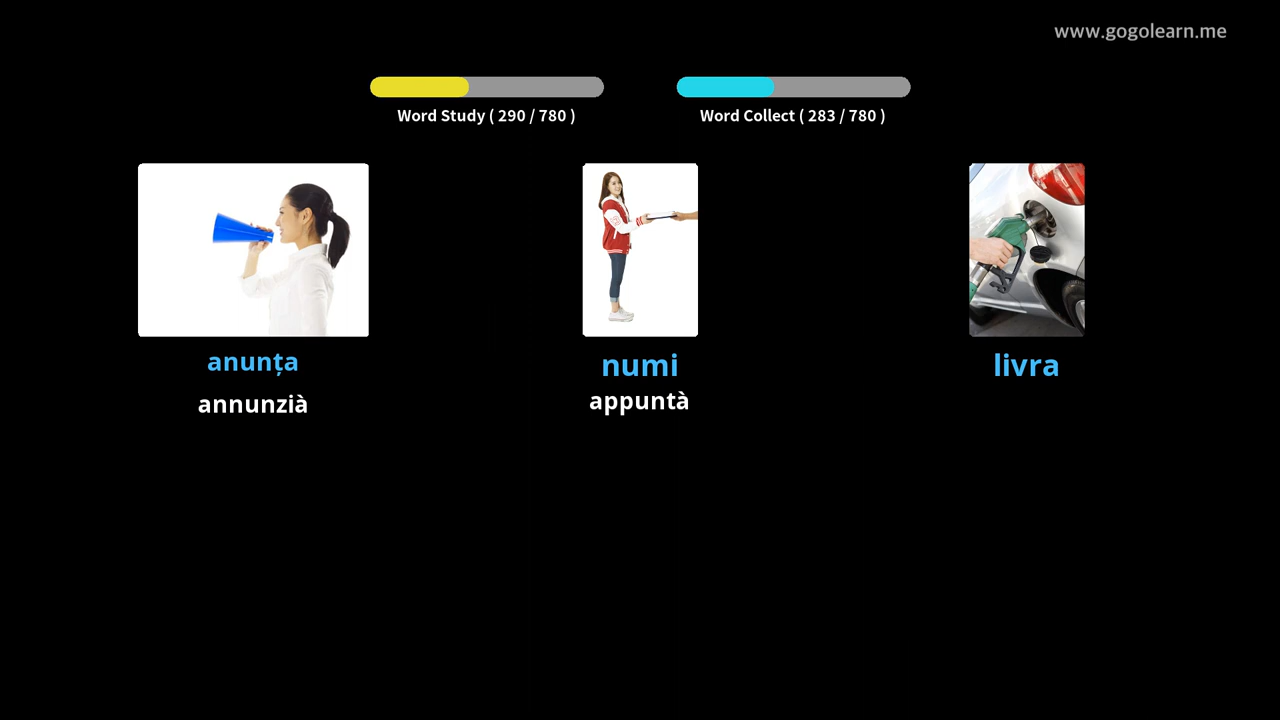 www.gogolearn.me
Word Study ( 290 / 780 )
Word Collect ( 283 / 780 )
anunța
annunzià
numi
appuntà
livra